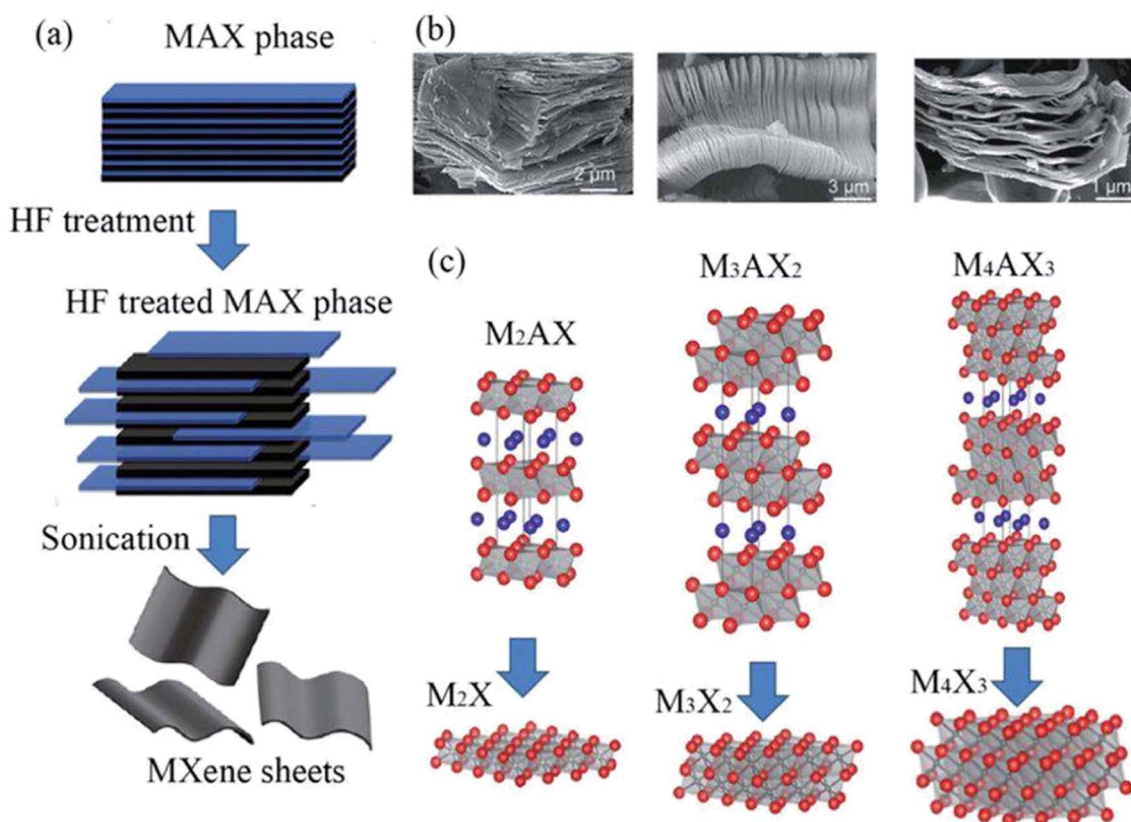 (a)
MAX phase
HF treatment
HF treated MAX phase
Sonication
MXene sheets
(b)
2 μm
3 μm
1 μm
(c)
M2AX
M3AX2
M4AX3
M2X
M3X2
M4X3